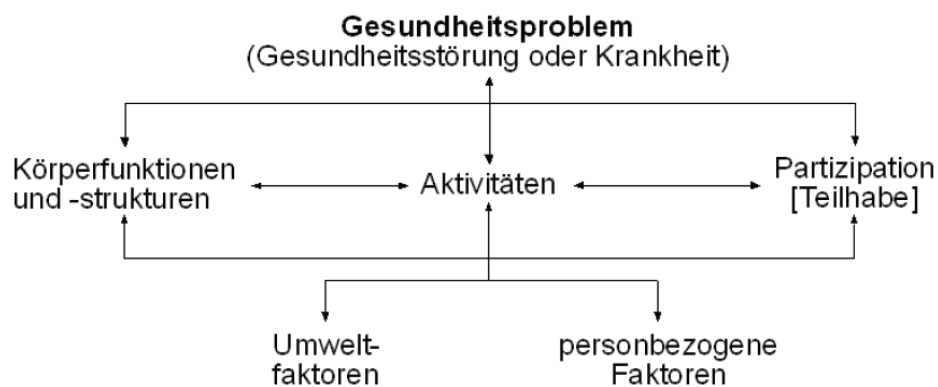 Gesundheitsproblem
(Gesundheitsstörung oder Krankheit)
Körperfunktionen
und -strukturen
Aktivitäten
Partizipation
[Teilhabe]
Umwelt-
faktoren
personbezogene
Faktoren